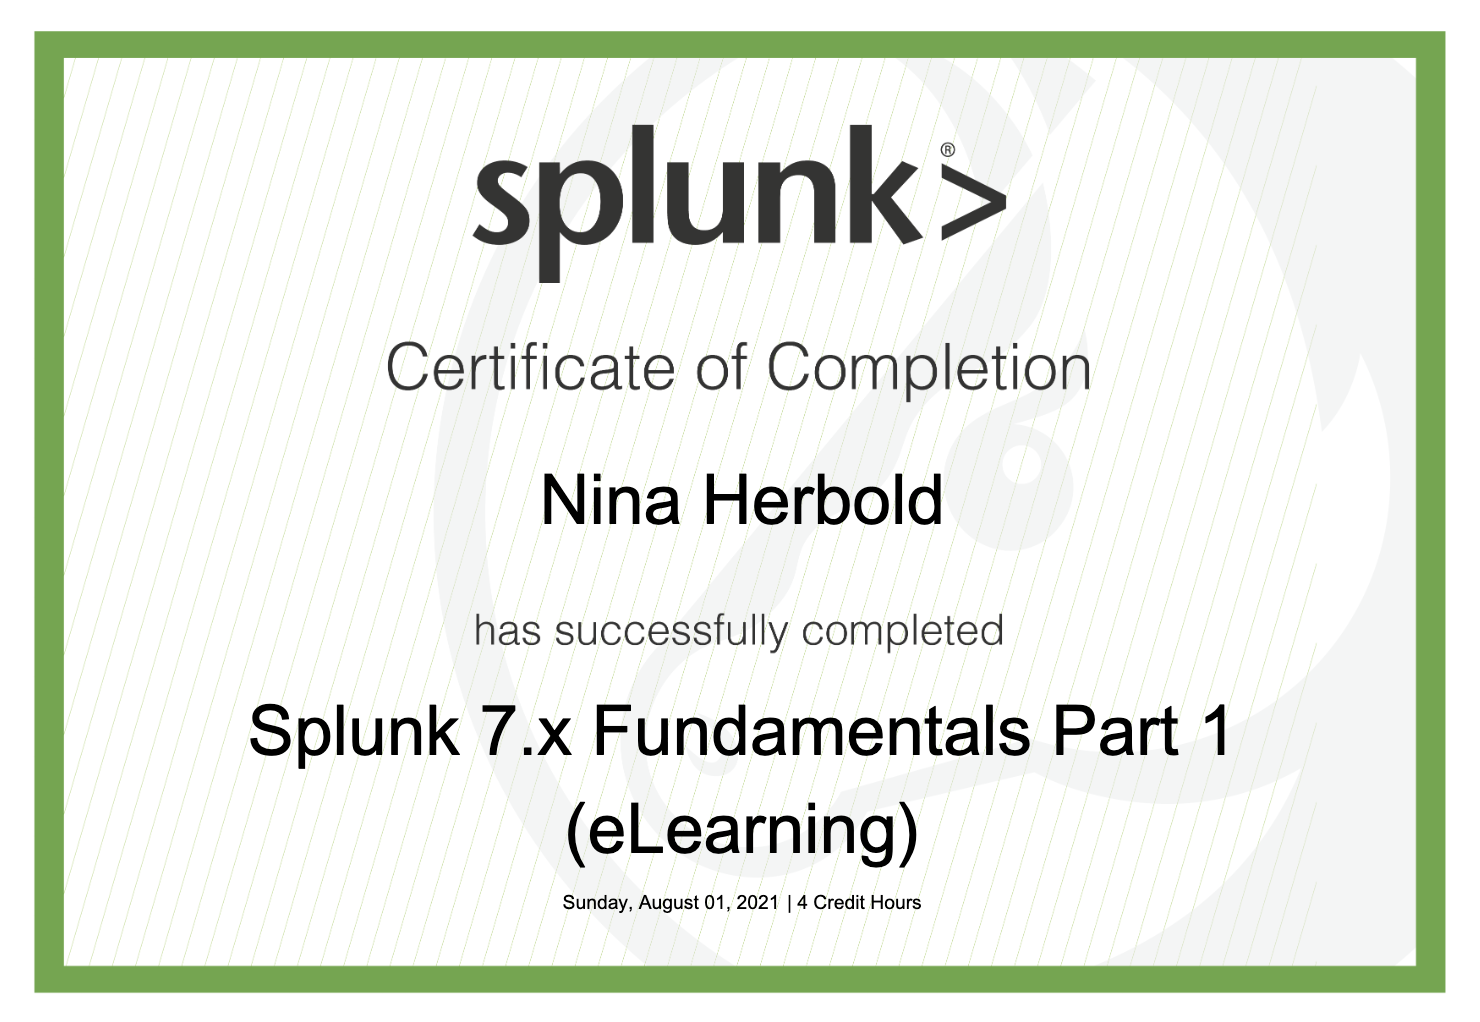 splunk>®
Certificate of Completion
Nina Herbold
has successfully completed
Splunk 7.x Fundamentals Part 1
(eLearning)
Sunday, August 01, 2021 | 4 Credit Hours